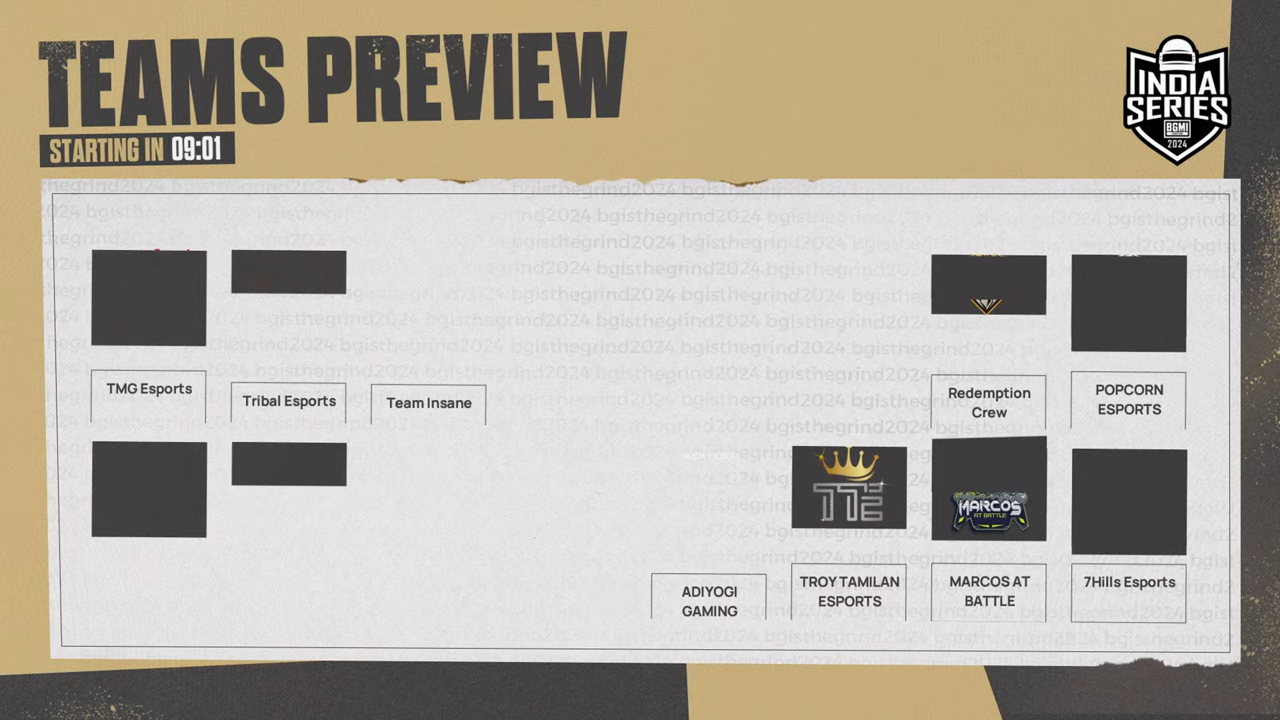 TEAMS PREVIEW
STARTING IN 09:01
INDIA
SERIES
BGMI
2024
TMG Esports
Tribal Esports
Team Insane
Redemption
Crew
POPCORN
ESPORTS
TTE
MARCOS
AT BATTLE
ADIYOGI
GAMING
TROY TAMILAN
ESPORTS
MARCOS AT
BATTLE
7Hills Esports